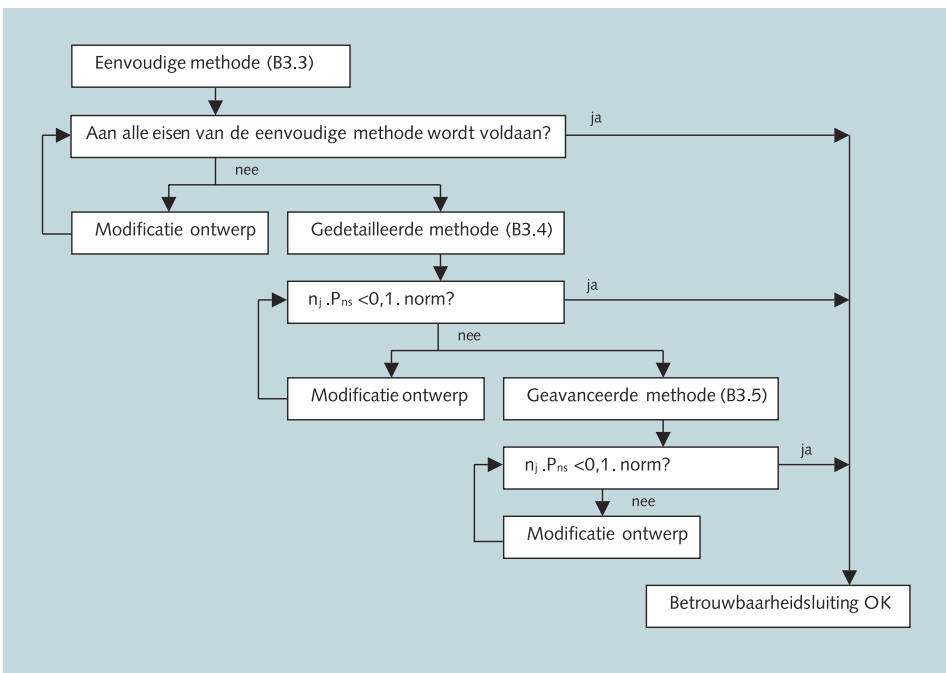 Eenvoudige methode (B3.3)
Aan alle eisen van de eenvoudige methode wordt voldaan?
ja
nee
Modificatie ontwerp
Gedetailleerde methode (B3.4)
nj .Pns <0,1. norm?
ja
nee
Modificatie ontwerp
Geavanceerde methode (B3.5)
nj .Pns <0,1. norm?
ja
nee
Modificatie ontwerp
Betrouwbaarheidsluiting OK